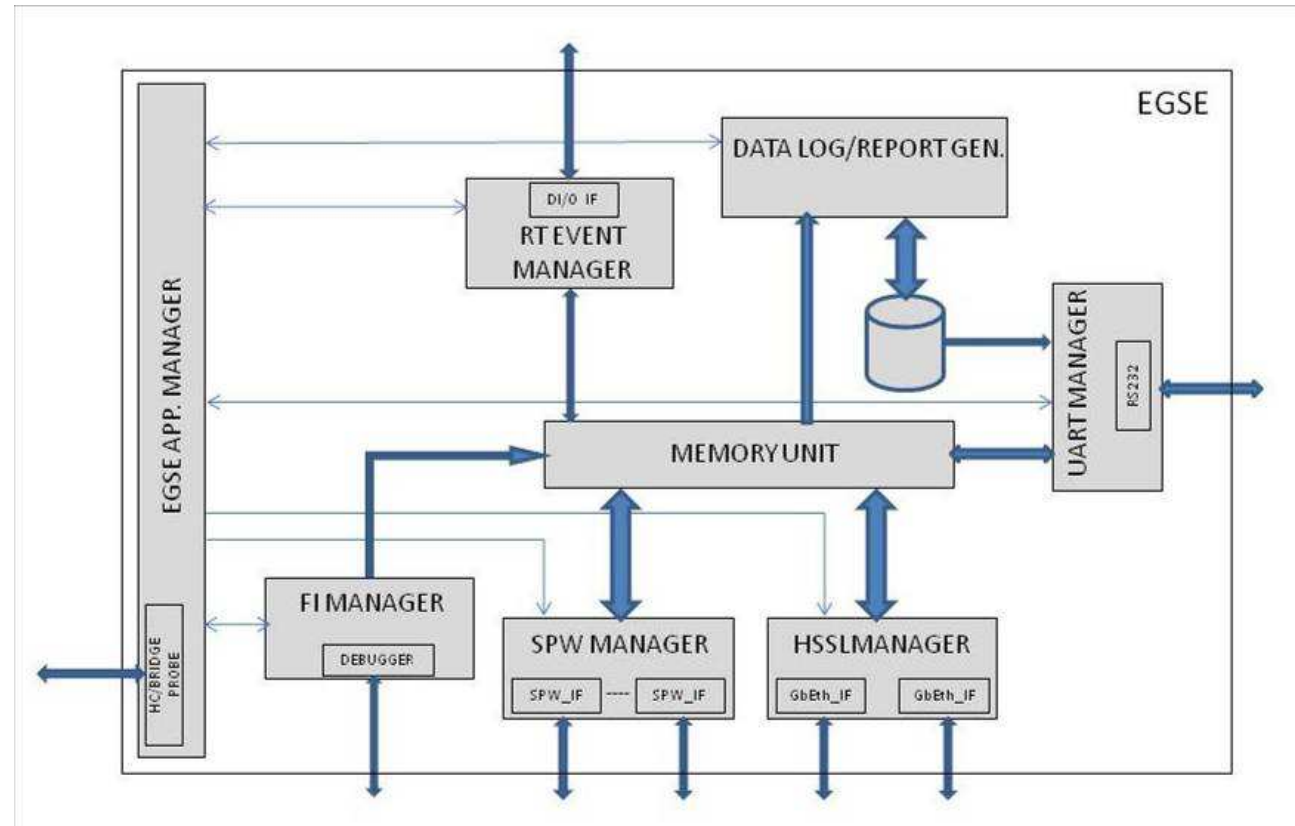 EGSE
DATA LOG/REPORT GEN.
DI/O IF
RT EVENT
MANAGER
EGSE APP. MANAGER
UART MANAGER
RS232
MEMORY UNIT
FI MANAGER
DEBUGGER
HC/BRIDGE
PROBE
SPW MANAGER
SPW_IF ---- SPW_IF
HSSLMANAGER
GbEth_IF GbEth_IF